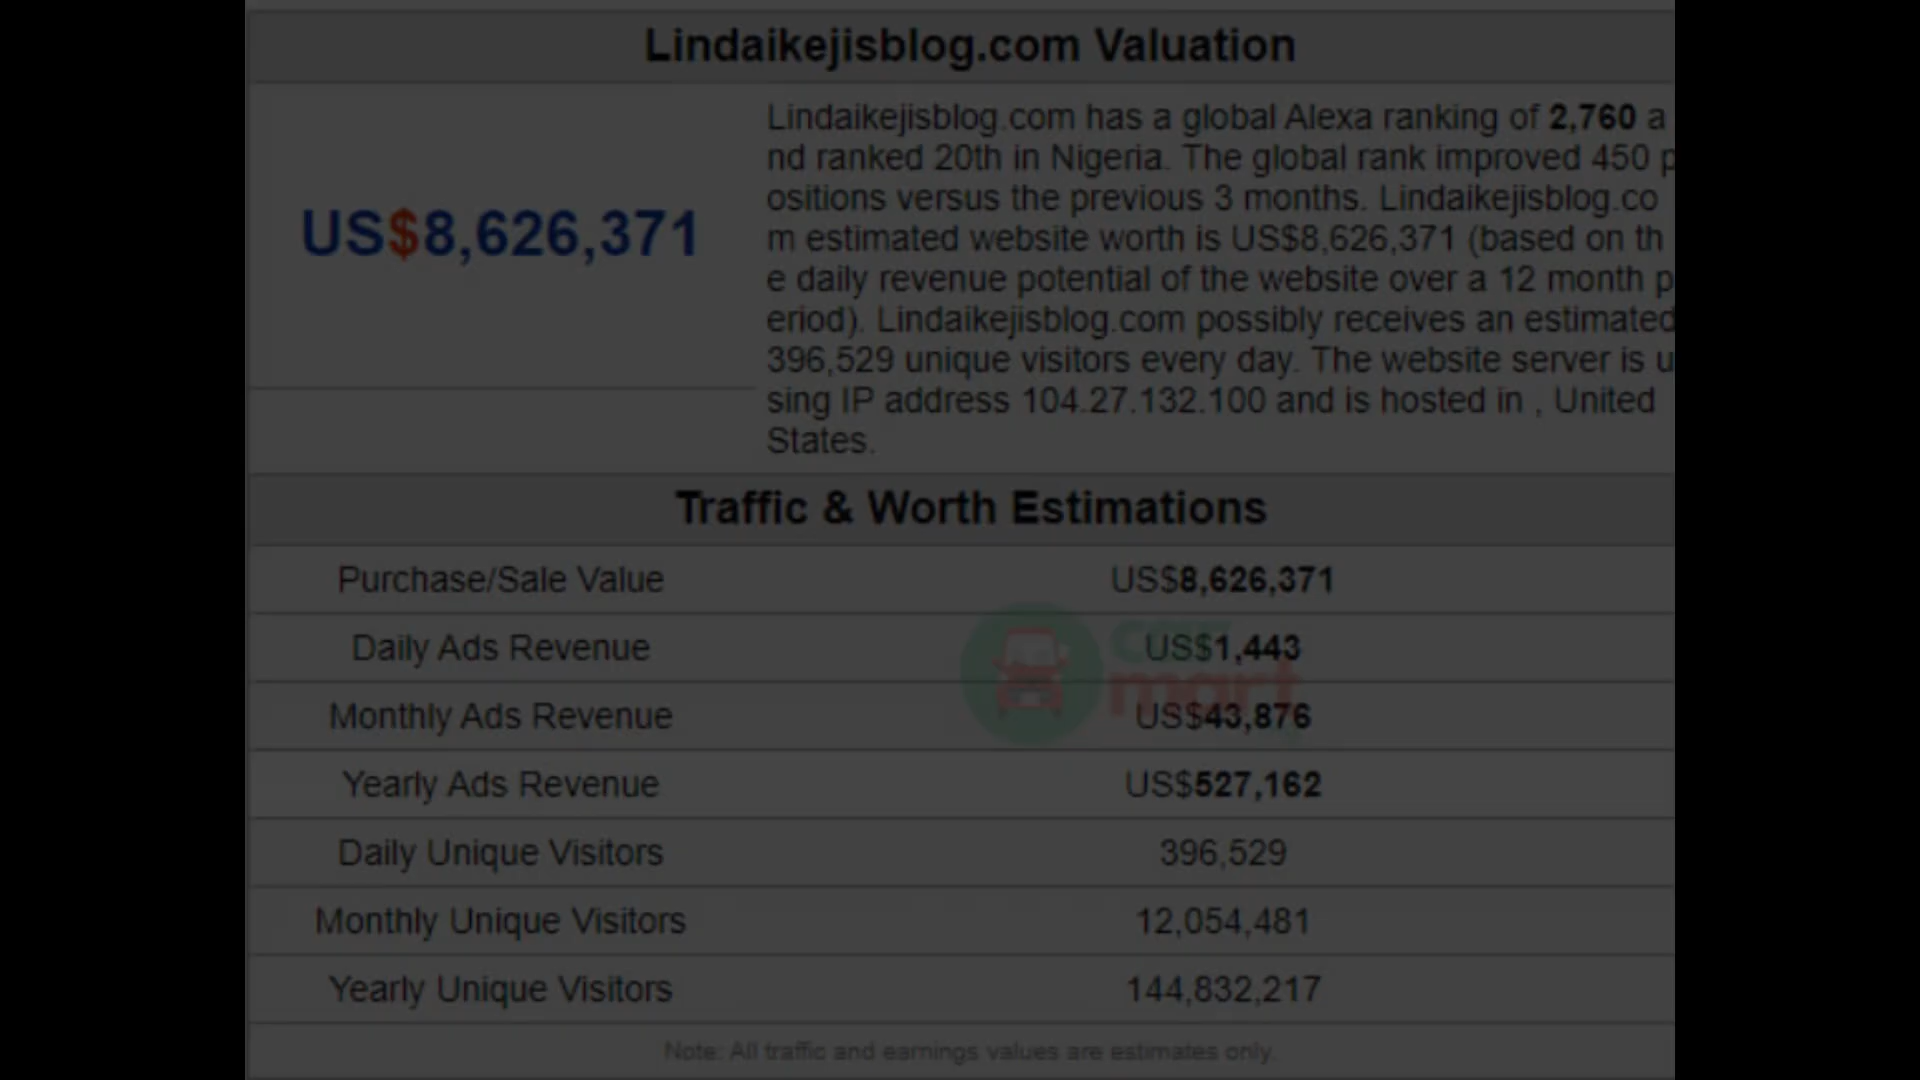 Lindaikejisblog.com Valuation
US$8,626,371
Lindaikejisblog.com has a global Alexa ranking of 2,760 a
nd ranked 20th in Nigeria. The global rank improved 450 p
ositions versus the previous 3 months. Lindaikejisblog.co
m estimated website worth is US$8,626,371 (based on th
e daily revenue potential of the website over a 12 month p
eriod). Lindaikejisblog.com possibly receives an estimated
396,529 unique visitors every day. The website server is u
sing IP address 104.27.132.100 and is hosted in , United
States.
Traffic & Worth Estimations
Purchase/Sale Value US$8,626,371
Daily Ads Revenue US$1,443
Monthly Ads Revenue US$43,876
Yearly Ads Revenue US$527,162
Daily Unique Visitors 396,529
Monthly Unique Visitors 12,054,481
Yearly Unique Visitors 144,832,217
Note: All traffic and earnings values are estimates only.
car
mart